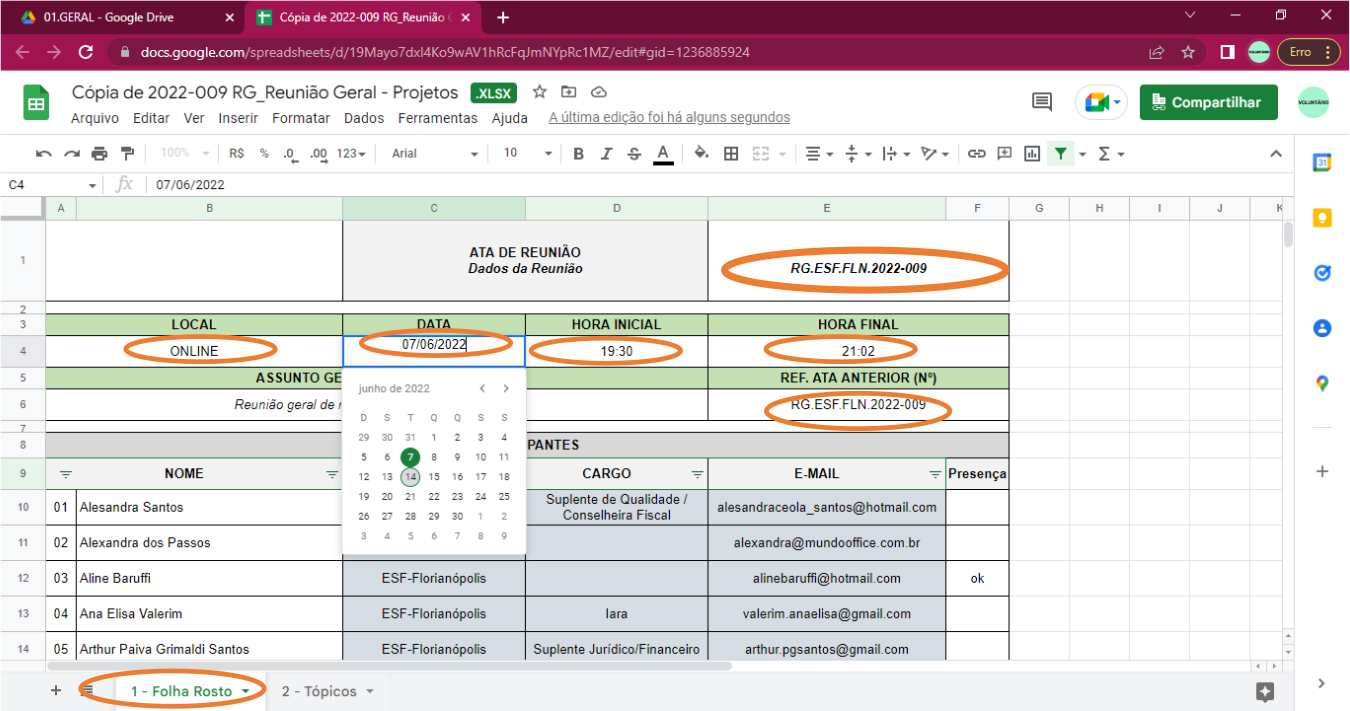 01.GERAL - Google Drive
Cópia de 2022-009 RG_Reunião
docs.google.com/spreadsheets/d/19Mayo7dxI4Ko9wAV1hRcFqJmNYpRc1MZ/edit#gid=1236885924
Erro
Cópia de 2022-009 RG_Reunião Geral - Projetos .XLSX
Arquivo Editar Ver Inserir Formatar Dados Ferramentas Ajuda A última edição foi há alguns segundos
Compartilhar
VOLUNTÁRIO
100% R$ % .0 .00 123 Arial 10 B I S A Σ
31
C4 fx 07/06/2022
A B C D E F G H I J K
1 ATA DE REUNIÃO
Dados da Reunião
RG.ESF.FLN.2022-009
2
3 LOCAL DATA HORA INICIAL HORA FINAL
4 ONLINE 07/06/2022 19:30 21:02
5 ASSUNTO GE REF. ATA ANTERIOR (Nº)
6 Reunião geral de RG.ESF.FLN.2022-009
7
8 PANTES
9 NOME CARGO E-MAIL Presença
junho de 2022
D S T Q Q S S
29 30 31 1 2 3 4
5 6 7 8 9 10 11
12 13 14 15 16 17 18
19 20 21 22 23 24 25
26 27 28 29 30 1 2
3 4 5 6 7 8 9
10 01 Alesandra Santos Suplente de Qualidade /
Conselheira Fiscal
alesandraceola_santos@hotmail.com
11 02 Alexandra dos Passos alexandra@mundooffice.com.br
12 03 Aline Baruffi ESF-Florianópolis alinebaruffi@hotmail.com ok
13 04 Ana Elisa Valerim ESF-Florianópolis Iara valerim.anaelisa@gmail.com
14 05 Arthur Paiva Grimaldi Santos ESF-Florianópolis Suplente Jurídico/Financeiro arthur.pgsantos@gmail.com
1 - Folha Rosto 2 - Tópicos